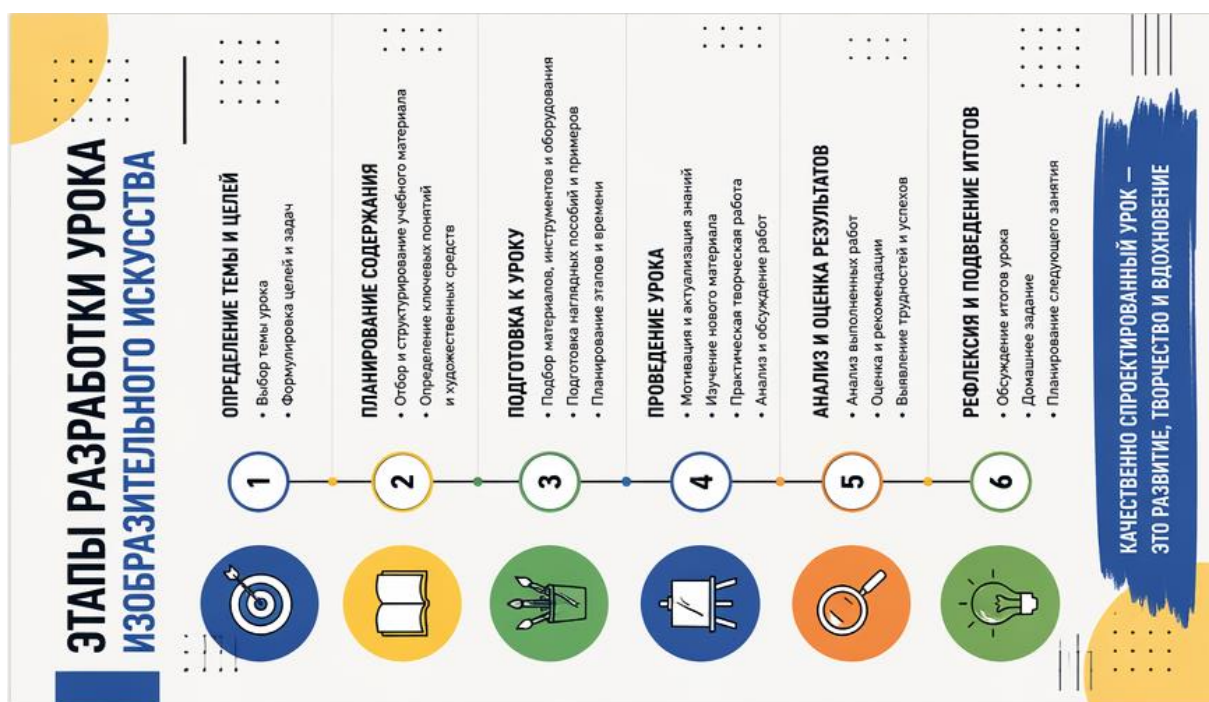 ЭТАПЫ РАЗРАБОТКИ УРОКА
ИЗОБРАЗИТЕЛЬНОГО ИСКУССТВА
1
ОПРЕДЕЛЕНИЕ ТЕМЫ И ЦЕЛЕЙ
• Выбор темы урока
• Формулировка целей и задач
2
ПЛАНИРОВАНИЕ СОДЕРЖАНИЯ
• Отбор и структурирование учебного материала
• Определение ключевых понятий
и художественных средств
3
ПОДГОТОВКА К УРОКУ
• Подбор материалов, инструментов и оборудования
• Подготовка наглядных пособий и примеров
• Планирование этапов и времени
4
ПРОВЕДЕНИЕ УРОКА
• Мотивация и актуализация знаний
• Изучение нового материала
• Практическая творческая работа
• Анализ и обсуждение работ
5
АНАЛИЗ И ОЦЕНКА РЕЗУЛЬТАТОВ
• Анализ выполненных работ
• Оценка и рекомендации
• Выявление трудностей и успехов
6
РЕФЛЕКСИЯ И ПОДВЕДЕНИЕ ИТОГОВ
• Обсуждение итогов урока
• Домашнее задание
• Планирование следующего занятия
КАЧЕСТВЕННО СПРОЕКТИРОВАННЫЙ УРОК —
ЭТО РАЗВИТИЕ, ТВОРЧЕСТВО И ВДОХНОВЕНИЕ